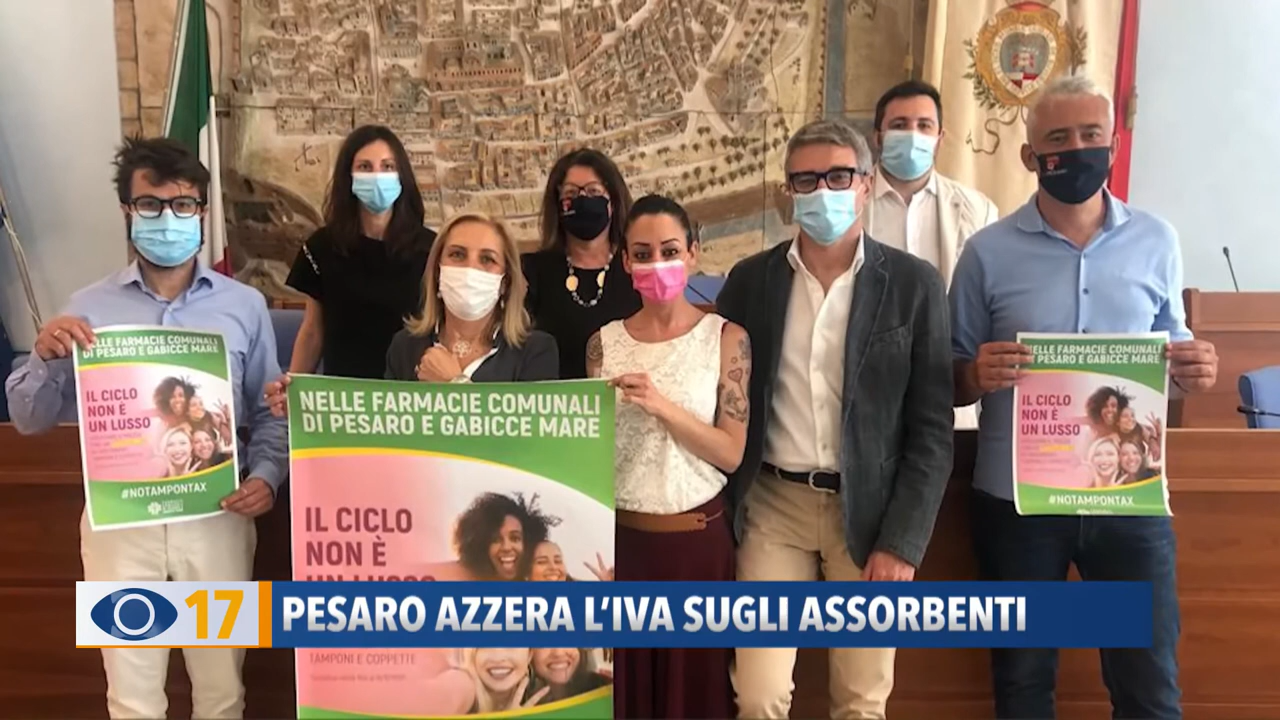 NELLE FARMACIE COMUNALI
DI PESARO E GABICCE MARE
IL CICLO
NON È
UN LUSSO
#NOTAMPONTAX
NELLE FARMACIE COMUNALI
DI PESARO E GABICCE MARE
IL CICLO
NON È
UN LUSSO
TAMPONI E COPPETTE
NELLE FARMACIE COMUNALI
DI PESARO E GABICCE MARE
IL CICLO
NON È
UN LUSSO
#NOTAMPONTAX
17 PESARO AZZERA L'IVA SUGLI ASSORBENTI